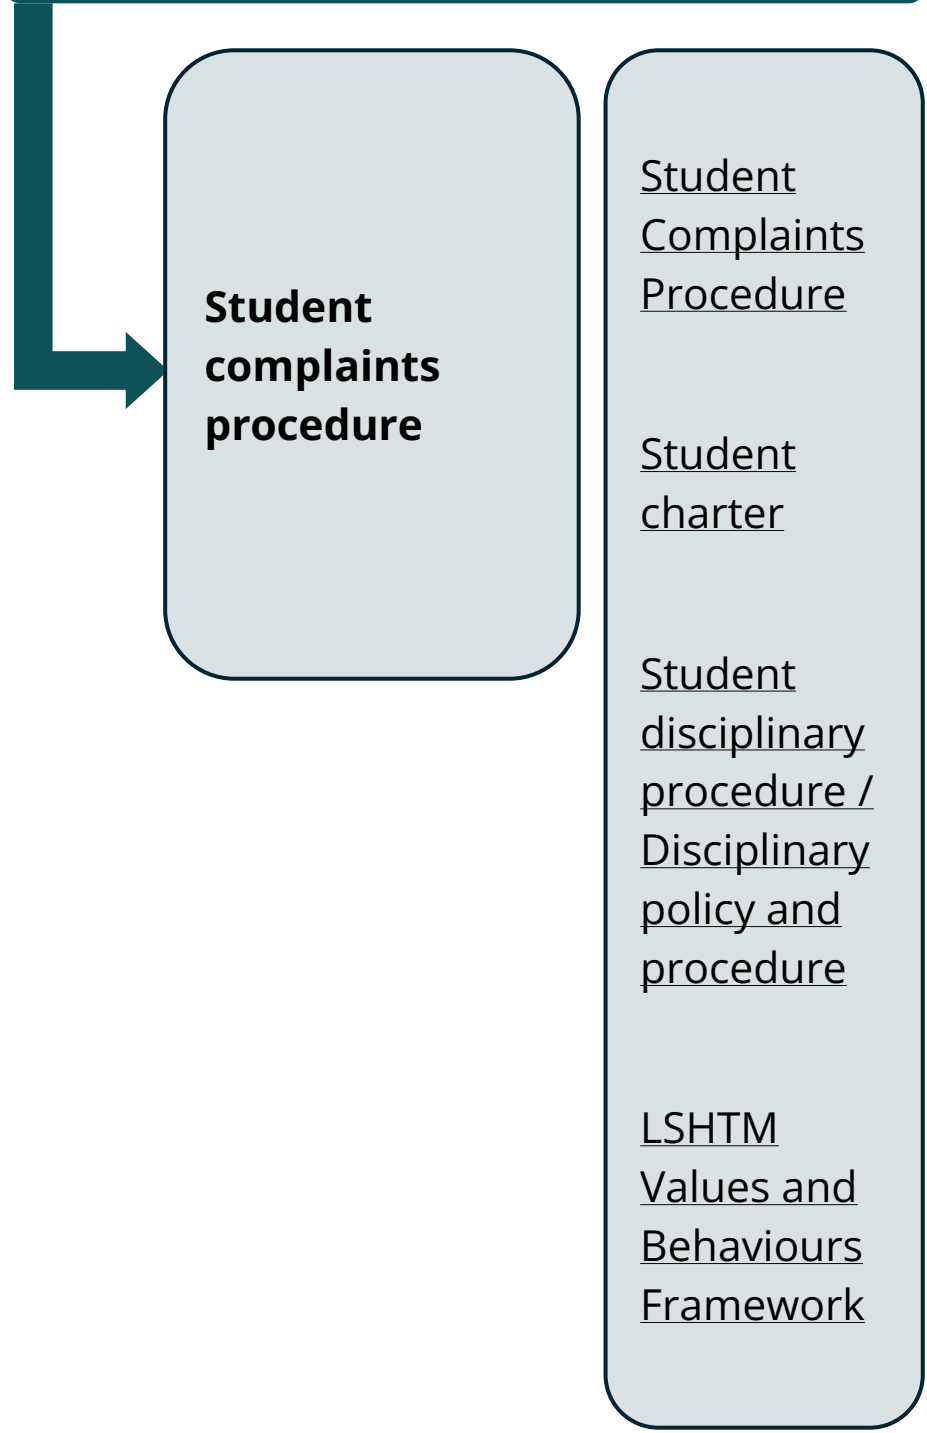 Student
complaints
procedure
Student
Complaints
Procedure
Student
charter
Student
disciplinary
procedure /
Disciplinary
policy and
procedure
LSHTM
Values and
Behaviours
Framework